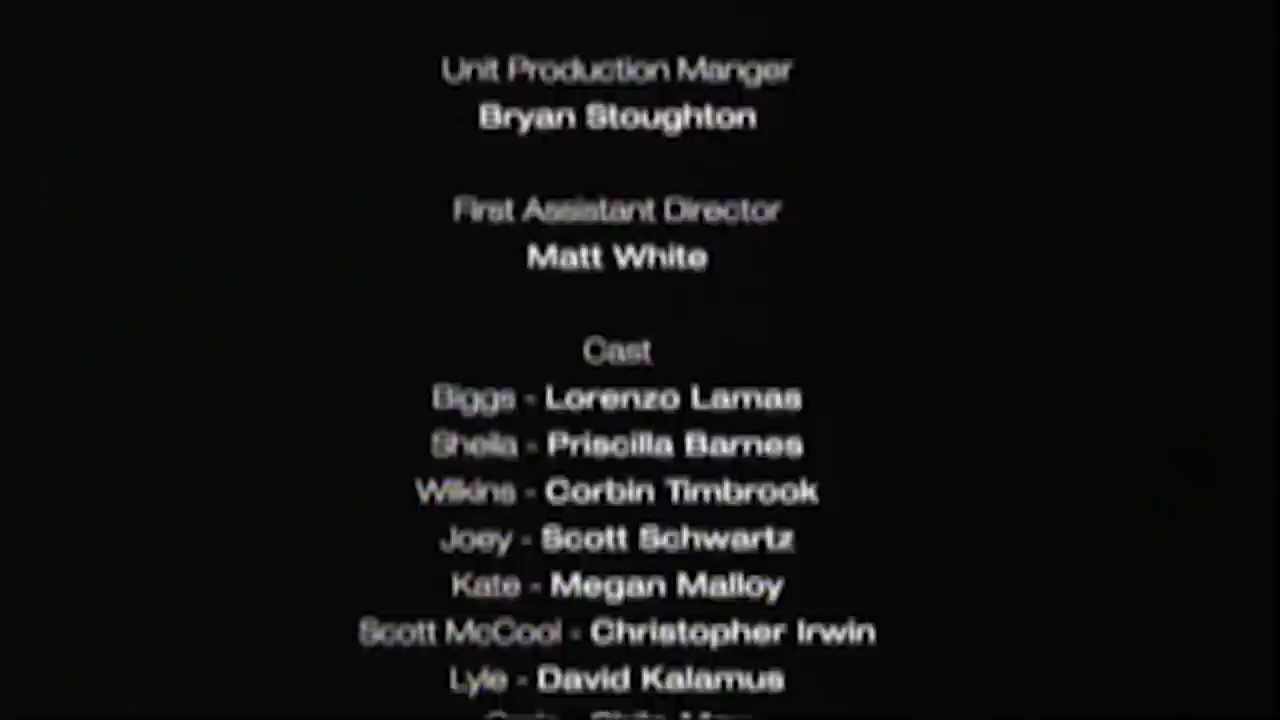 Unit Production Manger
Bryan Stoughton
First Assistant Director
Matt White
Cast
Biggs - Lorenzo Lamas
Sheila - Priscilla Barnes
Wilkins - Corbin Timbrook
Joey - Scott Schwartz
Kate - Megan Malloy
Scott McCool - Christopher Irwin
Lyle - David Kalamus